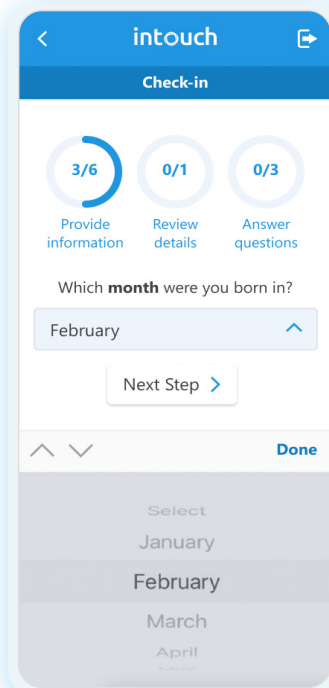 intouch
Check-in
3/6
0/1
0/3
Provide information
Review details
Answer questions
Which month were you born in?
February
Next Step
Done
Select
January
February
March
April